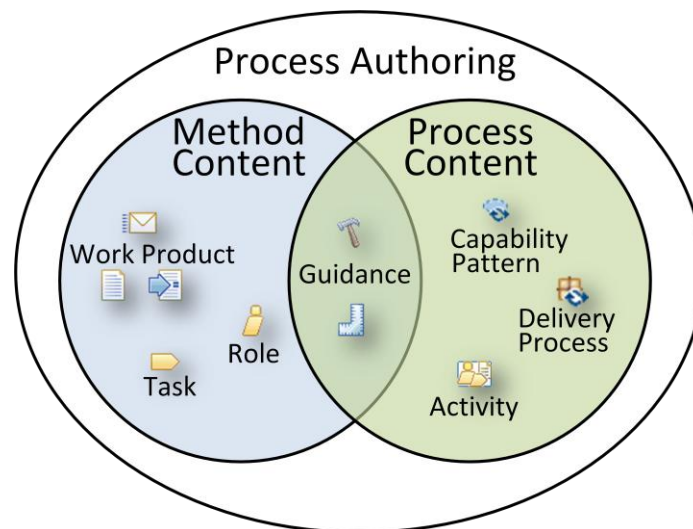 Process Authoring
Method
Content
Process
Content
Work Product
Role
Task
Guidance
Capability
Pattern
Delivery
Process
Activity